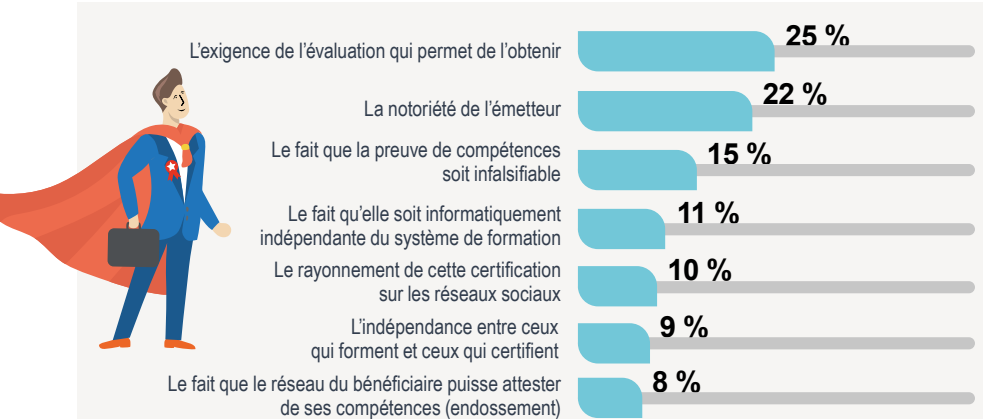 L’exigence de l’évaluation qui permet de l’obtenir
25 %
La notoriété de l’émetteur
22 %
Le fait que la preuve de compétences
soit infalsifiable
15 %
Le fait qu’elle soit informatiquement
indépendante du système de formation
11 %
Le rayonnement de cette certification
sur les réseaux sociaux
10 %
L’indépendance entre ceux
qui forment et ceux qui certifient
9 %
Le fait que le réseau du bénéficiaire puisse attester
de ses compétences (endossement)
8 %